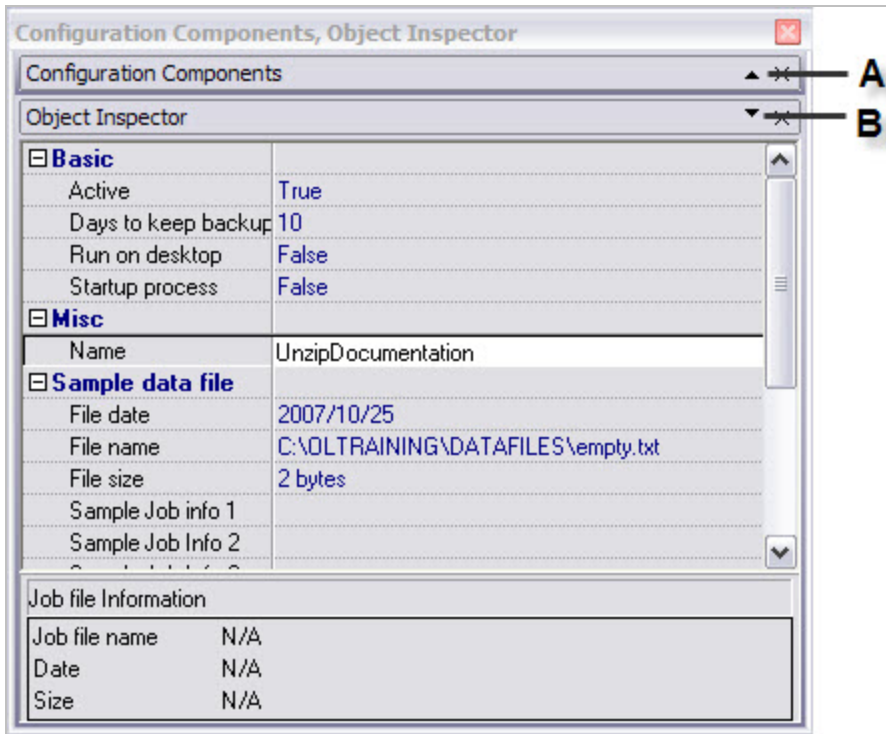 Configuration Components, Object Inspector
Configuration Components
A
Object Inspector
B
Basic
Active True
Days to keep backup 10
Run on desktop False
Startup process False
Misc
Name UnzipDocumentation
Sample data file
File date 2007/10/25
File name C:\OLTRAINING\DATAFILES\empty.txt
File size 2 bytes
Sample Job info 1
Sample Job Info 2
Job file Information
Job file name N/A
Date N/A
Size N/A